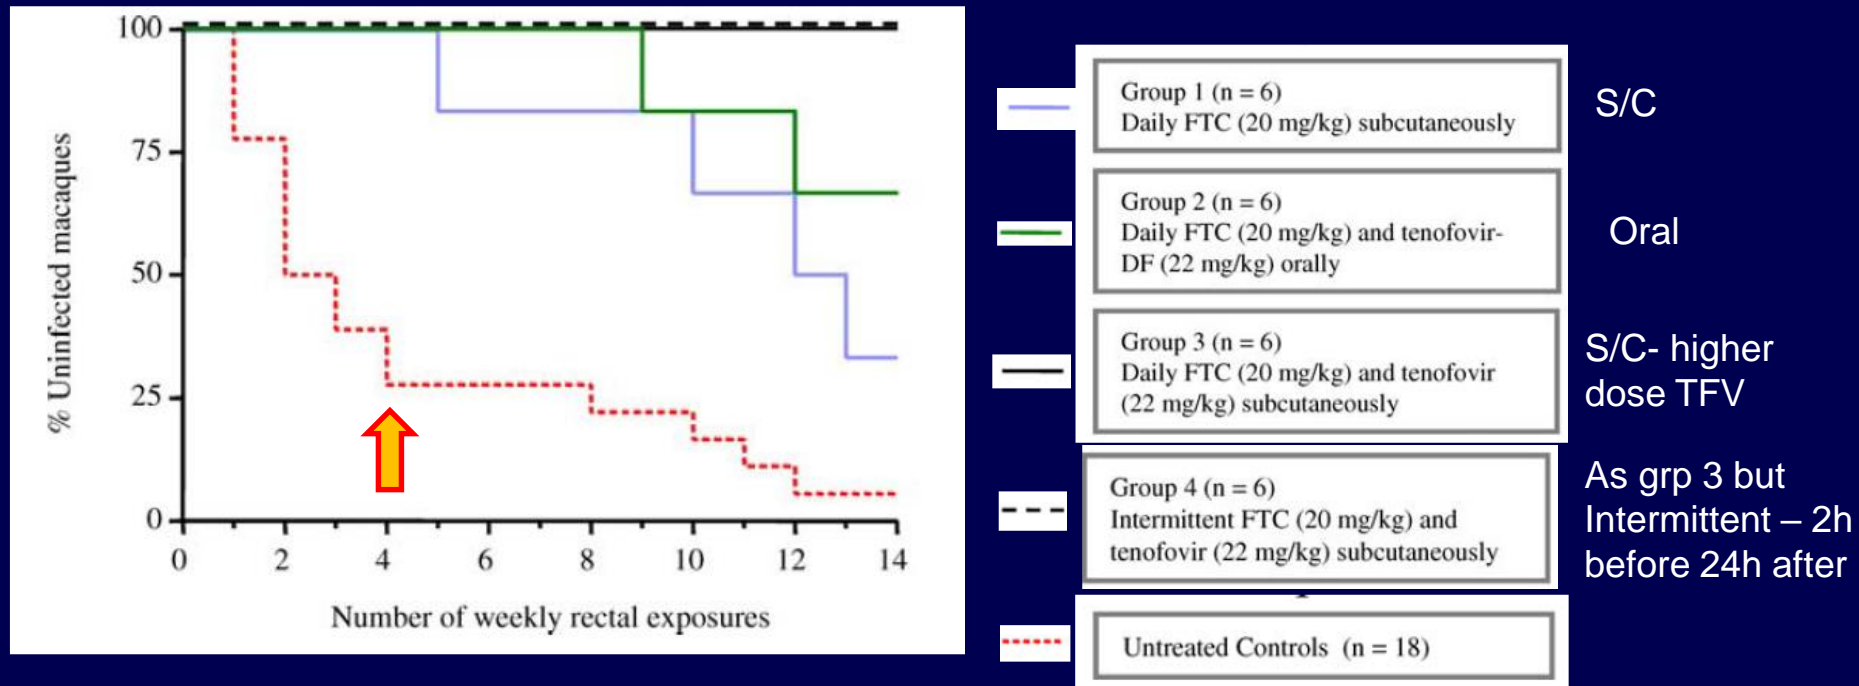 100
75
50
25
0
% Uninfected macaques
0 2 4 6 8 10 12 14
Number of weekly rectal exposures
Group 1 (n = 6)
Daily FTC (20 mg/kg) subcutaneously
S/C
Group 2 (n = 6)
Daily FTC (20 mg/kg) and tenofovir-
DF (22 mg/kg) orally
Oral
Group 3 (n = 6)
Daily FTC (20 mg/kg) and tenofovir
(22 mg/kg) subcutaneously
S/C- higher
dose TFV
Group 4 (n = 6)
Intermittent FTC (20 mg/kg) and
tenofovir (22 mg/kg) subcutaneously
As grp 3 but
Intermittent – 2h
before 24h after
Untreated Controls (n = 18)